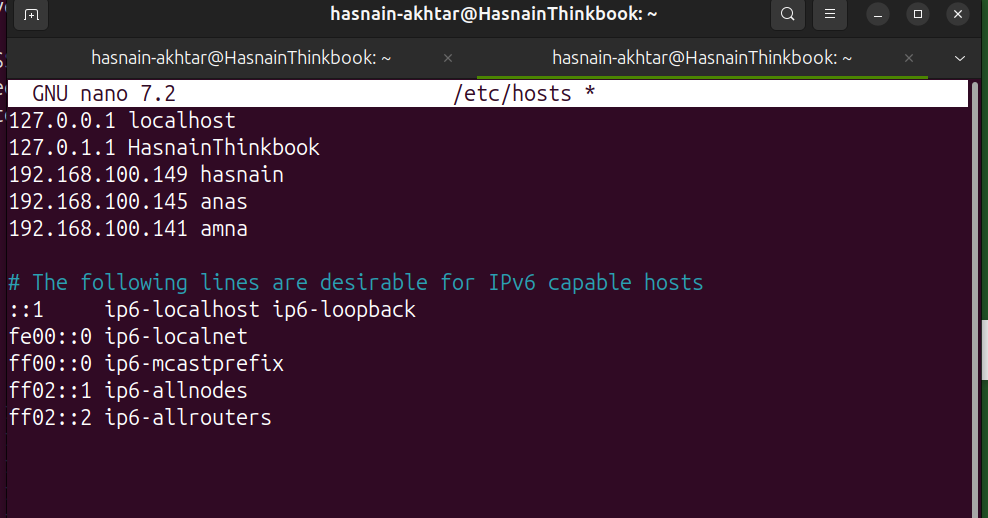 hasnain-akhtar@HasnainThinkbook: ~
hasnain-akhtar@HasnainThinkbook: ~ × hasnain-akhtar@HasnainThinkbook: ~ ×
GNU nano 7.2 /etc/hosts *
127.0.0.1 localhost
127.0.1.1 HasnainThinkbook
192.168.100.149 hasnain
192.168.100.145 anas
192.168.100.141 amna
# The following lines are desirable for IPv6 capable hosts
::1 ip6-localhost ip6-loopback
fe00::0 ip6-localnet
ff00::0 ip6-mcastprefix
ff02::1 ip6-allnodes
ff02::2 ip6-allrouters